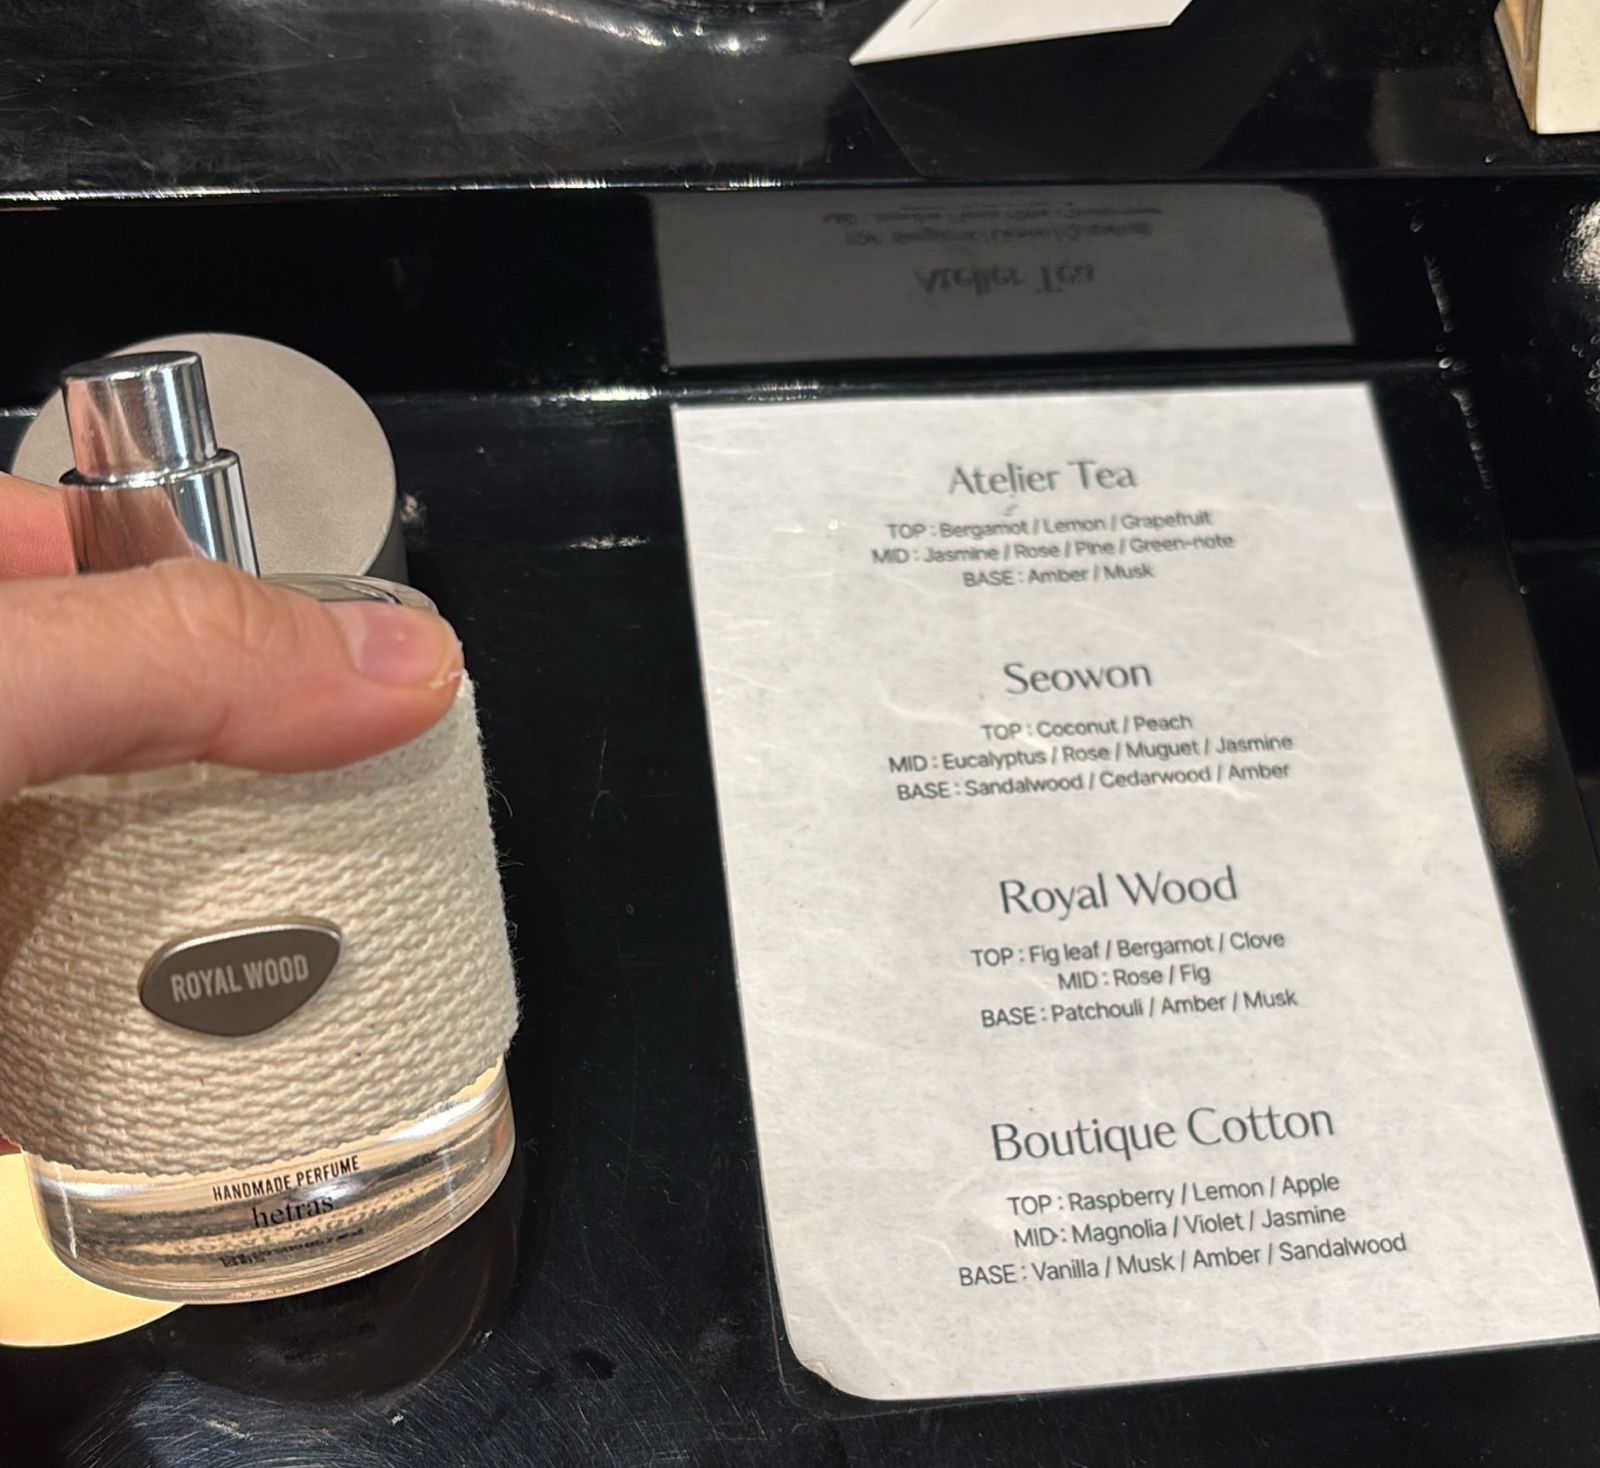 Atelier Tea
TOP : Bergamot / Lemon / Grapefruit
MID : Jasmine / Rose / Pine / Green-note
BASE : Amber / Musk
Seowon
TOP : Coconut / Peach
MID : Eucalyptus / Rose / Muguet / Jasmine
BASE : Sandalwood / Cedarwood / Amber
Royal Wood
TOP : Fig leaf / Bergamot / Clove
MID : Rose / Fig
BASE : Patchouli / Amber / Musk
Boutique Cotton
TOP : Raspberry / Lemon / Apple
MID : Magnolia / Violet / Jasmine
BASE : Vanilla / Musk / Amber / Sandalwood
ROYAL WOOD
HANDMADE PERFUME
hetras